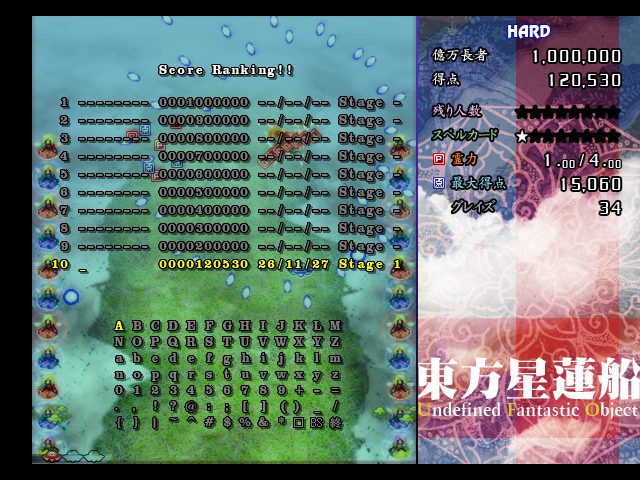 Score Ranking!!
1 -------- 0001000000 --/--/-- Stage -
2 -------- 0000900000 --/--/-- Stage -
3 -------- 0000800000 --/--/-- Stage -
4 -------- 0000700000 --/--/-- Stage -
5 -------- 0000600000 --/--/-- Stage -
6 -------- 0000500000 --/--/-- Stage -
7 -------- 0000400000 --/--/-- Stage -
8 -------- 0000300000 --/--/-- Stage -
9 -------- 0000200000 --/--/-- Stage -
10 _ 0000120530 26/11/27 Stage 1
A B C D E F G H I J K L M
N O P Q R S T U V W X Y Z
a b c d e f g h i j k l m
n o p q r s t u v w x y z
0 1 2 3 4 5 6 7 8 9 + - =
. , ! ? @ : ; [ ] ( ) _ /
{ } | ~ ^ # $ % & * □ BS 終
HARD
億万長者 1,000,000
得点 120,530
残り人数 ★★★★★★★★
スペルカード ★★★★★★★★
P 霊力 1.00/4.00
点 最大得点 15,060
グレイズ 34
東方星蓮船
Undefined Fantastic Object